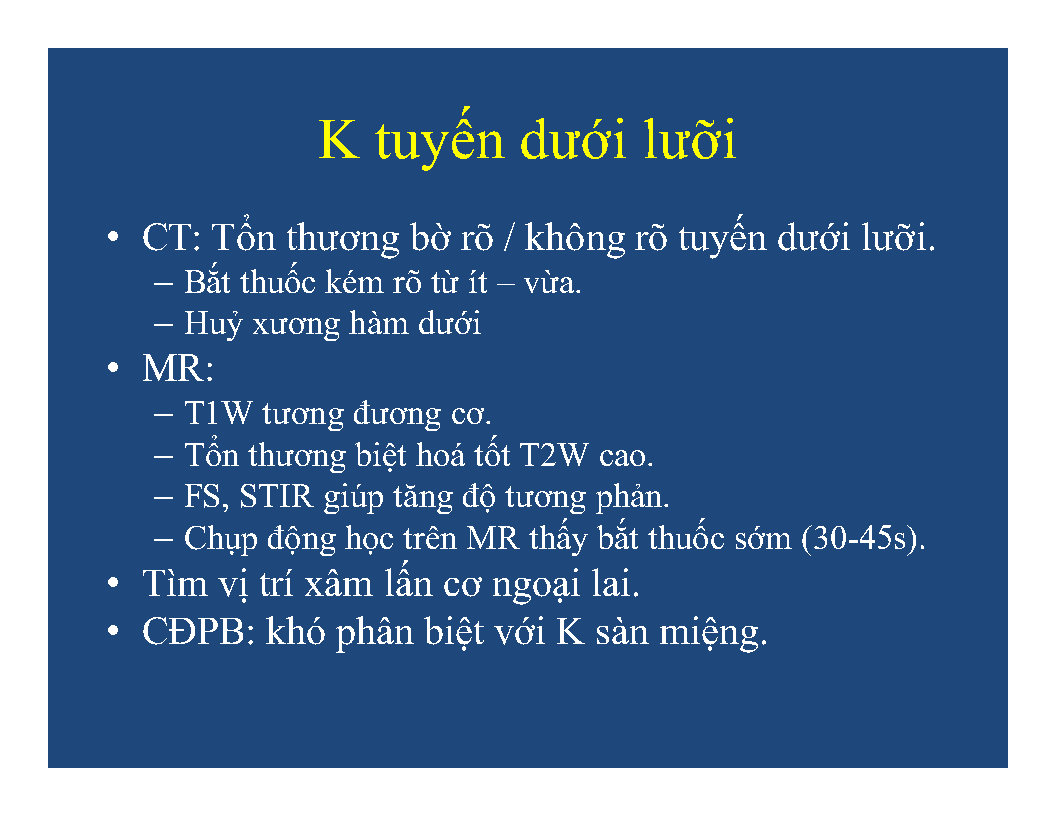 K tuyến dưới lưỡi
• CT: Tổn thương bờ rõ / không rõ tuyến dưới lưỡi.
– Bắt thuốc kém rõ từ ít – vừa.
– Huỷ xương hàm dưới
• MR:
– T1W tương đương cơ.
– Tổn thương biệt hoá tốt T2W cao.
– FS, STIR giúp tăng độ tương phản.
– Chụp động học trên MR thấy bắt thuốc sớm (30-45s).
• Tìm vị trí xâm lấn cơ ngoại lai.
• CĐPB: khó phân biệt với K sàn miệng.